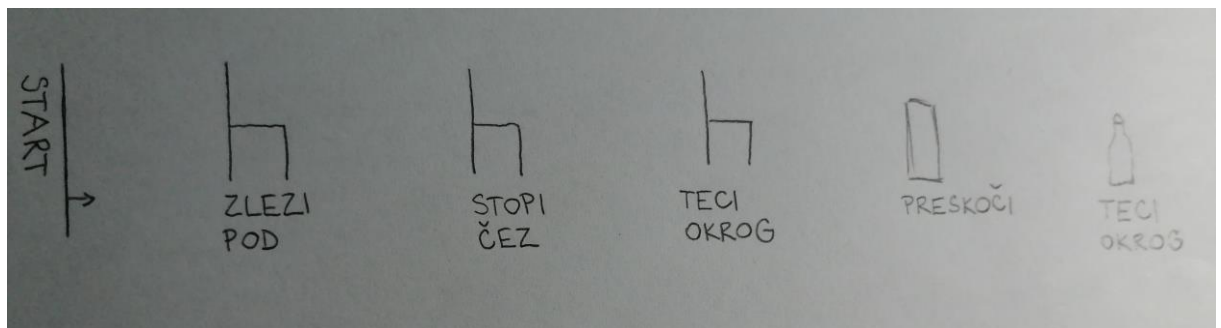 START
ZLEZI
POD
STOPI
ČEZ
TECI
OKROG
PRESKOČI
TECI
OKROG